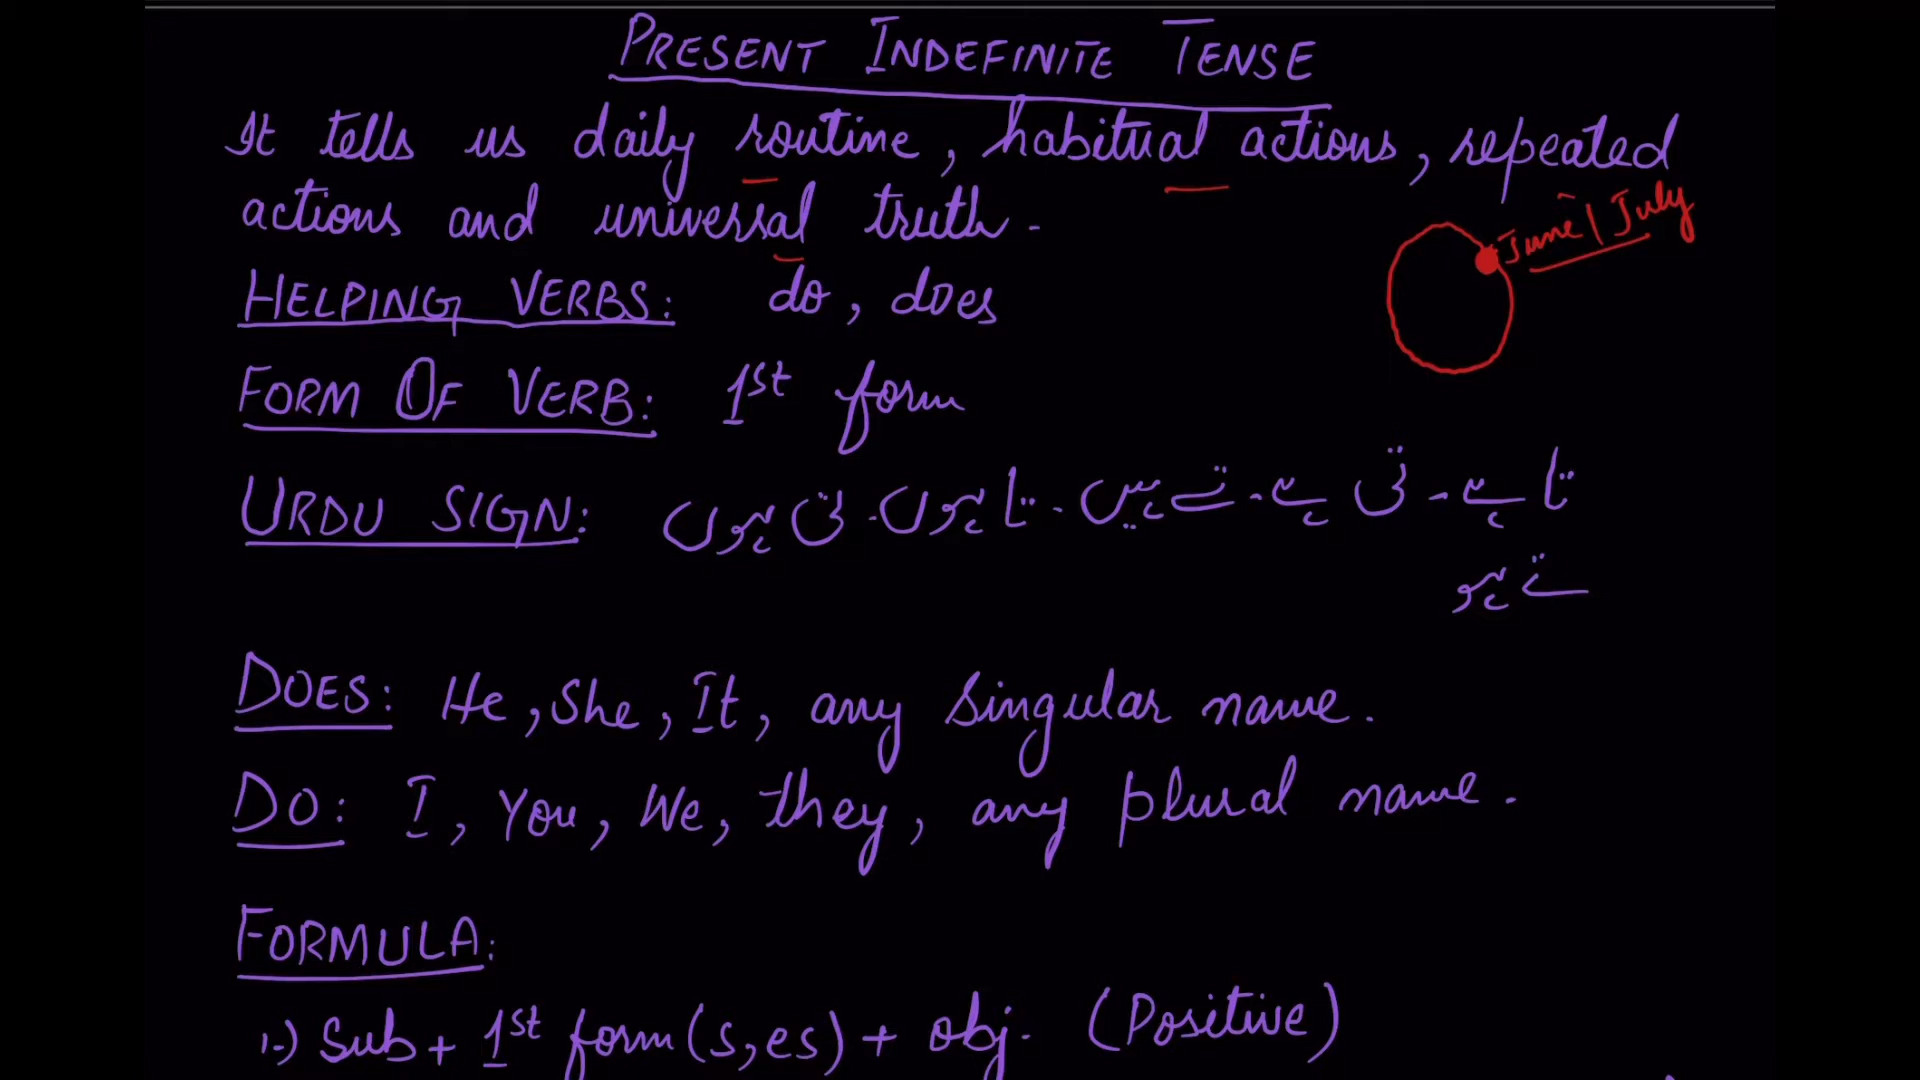 PRESENT INDEFINITE TENSE
It tells us daily routine, habitual actions, repeated
actions and universal truth.
June / July
HELPING VERBS: do, does
FORM OF VERB: 1st form
URDU SIGN: تا ہے۔ تی ہے۔ تے ہیں۔ تا ہوں۔ تی ہوں
تے ہو
DOES: He, She, It, any singular name.
DO: I, You, We, they, any plural name.
FORMULA:
1-) Sub + 1st form (s, es) + obj. (Positive)